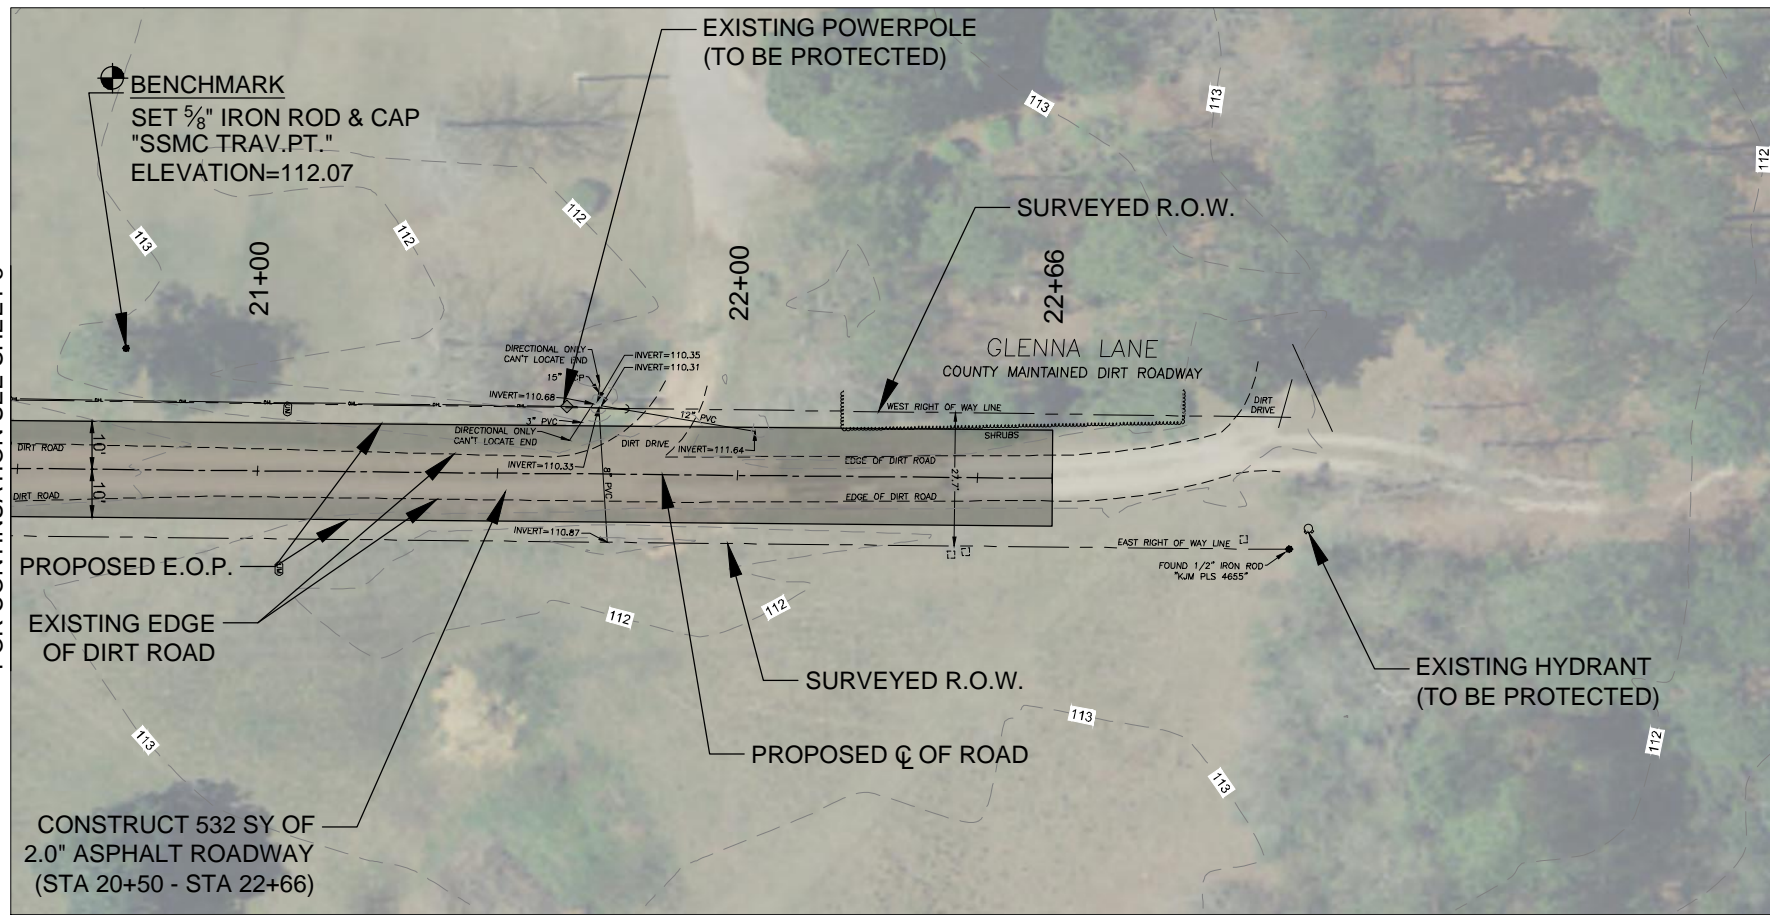 EXISTING POWERPOLE
(TO BE PROTECTED)
BENCHMARK
SET 5/8" IRON ROD & CAP
"SSMC TRAV.PT."
ELEVATION=112.07
113
113
112
112
112
113
SURVEYED R.O.W.
21+00
22+00
22+66
GLENNA LANE
COUNTY MAINTAINED DIRT ROADWAY
DIRECTIONAL ONLY
CAN'T LOCATE END
INVERT=110.35
INVERT=110.31
15"
INVERT=110.68
3" PVC
12" PVC
DIRECTIONAL ONLY
CAN'T LOCATE END
WEST RIGHT OF WAY LINE
DIRT
DRIVE
SHRUBS
10'
DIRT ROAD
DIRT DRIVE
INVERT=111.64
INVERT=110.33
EDGE OF DIRT ROAD
27.7'
8" PVC
10'
DIRT ROAD
EDGE OF DIRT ROAD
INVERT=110.87
EAST RIGHT OF WAY LINE
FOUND 1/2" IRON ROD
"KJM PLS 4655"
PROPOSED E.O.P.
EXISTING EDGE
OF DIRT ROAD
112
112
SURVEYED R.O.W.
EXISTING HYDRANT
(TO BE PROTECTED)
113
113
112
PROPOSED ℄ OF ROAD
113
CONSTRUCT 532 SY OF
2.0" ASPHALT ROADWAY
(STA 20+50 - STA 22+66)